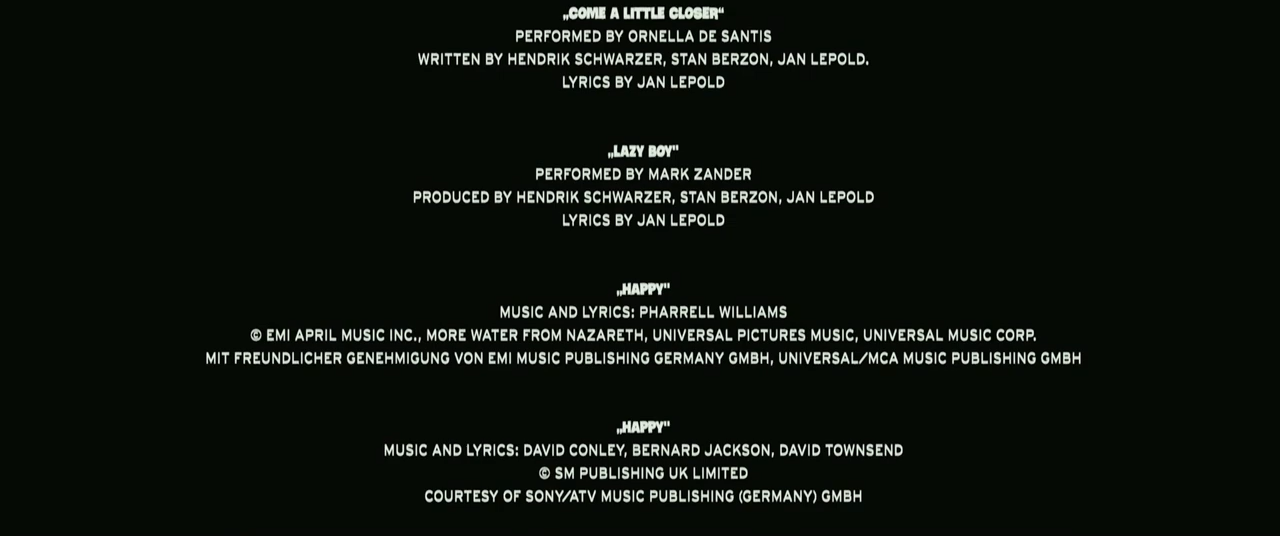 „COME A LITTLE CLOSER“
PERFORMED BY ORNELLA DE SANTIS
WRITTEN BY HENDRIK SCHWARZER, STAN BERZON, JAN LEPOLD.
LYRICS BY JAN LEPOLD
„LAZY BOY"
PERFORMED BY MARK ZANDER
PRODUCED BY HENDRIK SCHWARZER, STAN BERZON, JAN LEPOLD
LYRICS BY JAN LEPOLD
„HAPPY"
MUSIC AND LYRICS: PHARRELL WILLIAMS
© EMI APRIL MUSIC INC., MORE WATER FROM NAZARETH, UNIVERSAL PICTURES MUSIC, UNIVERSAL MUSIC CORP.
MIT FREUNDLICHER GENEHMIGUNG VON EMI MUSIC PUBLISHING GERMANY GMBH, UNIVERSAL/MCA MUSIC PUBLISHING GMBH
„HAPPY"
MUSIC AND LYRICS: DAVID CONLEY, BERNARD JACKSON, DAVID TOWNSEND
© SM PUBLISHING UK LIMITED
COURTESY OF SONY/ATV MUSIC PUBLISHING (GERMANY) GMBH